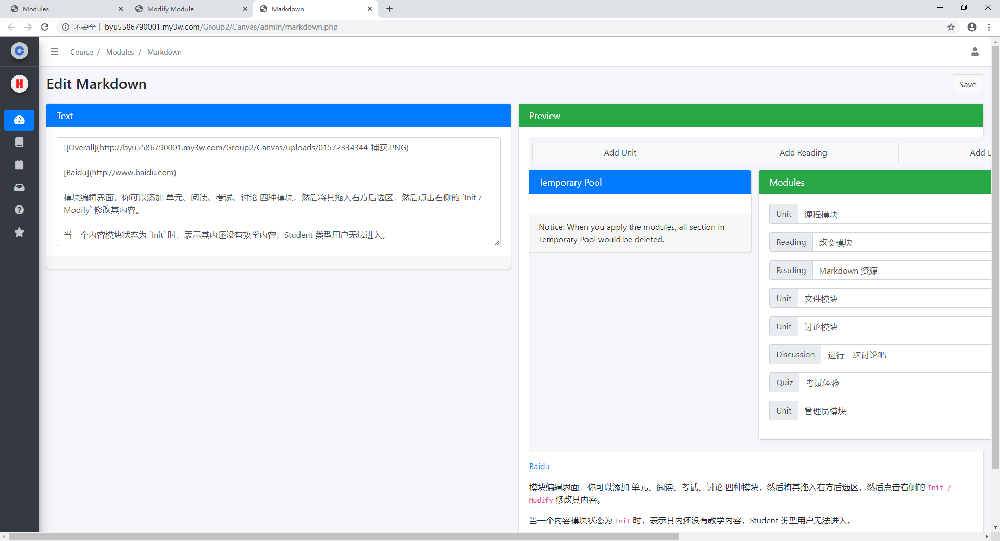 Modules
Modify Module
Markdown
不安全
byu5586790001.my3w.com/Group2/Canvas/admin/markdown.php
Course / Modules / Markdown
Edit Markdown
Save
Text
![Overall](http://byu5586790001.my3w.com/Group2/Canvas/uploads/01572334344-捕获.PNG)
[Baidu](http://www.baidu.com)
模块编辑界面，你可以添加 单元、阅读、考试、讨论 四种模块，然后将其拖入右方后选区，然后点击右侧的 `Init /
Modify` 修改其内容。
当一个内容模块状态为 `Init` 时，表示其内还没有教学内容，Student 类型用户无法进入。
Preview
Add Unit
Add Reading
Add D
Temporary Pool
Notice: When you apply the modules, all section in
Temporary Pool would be deleted.
Modules
Unit 课程模块
Reading 改变模块
Reading Markdown 资源
Unit 文件模块
Unit 讨论模块
Discussion 进行一次讨论吧
Quiz 考试体验
Unit 管理员模块
Baidu
模块编辑界面，你可以添加 单元、阅读、考试、讨论 四种模块，然后将其拖入右方后选区，然后点击右侧的 Init /
Modify 修改其内容。
当一个内容模块状态为 Init 时，表示其内还没有教学内容，Student 类型用户无法进入。